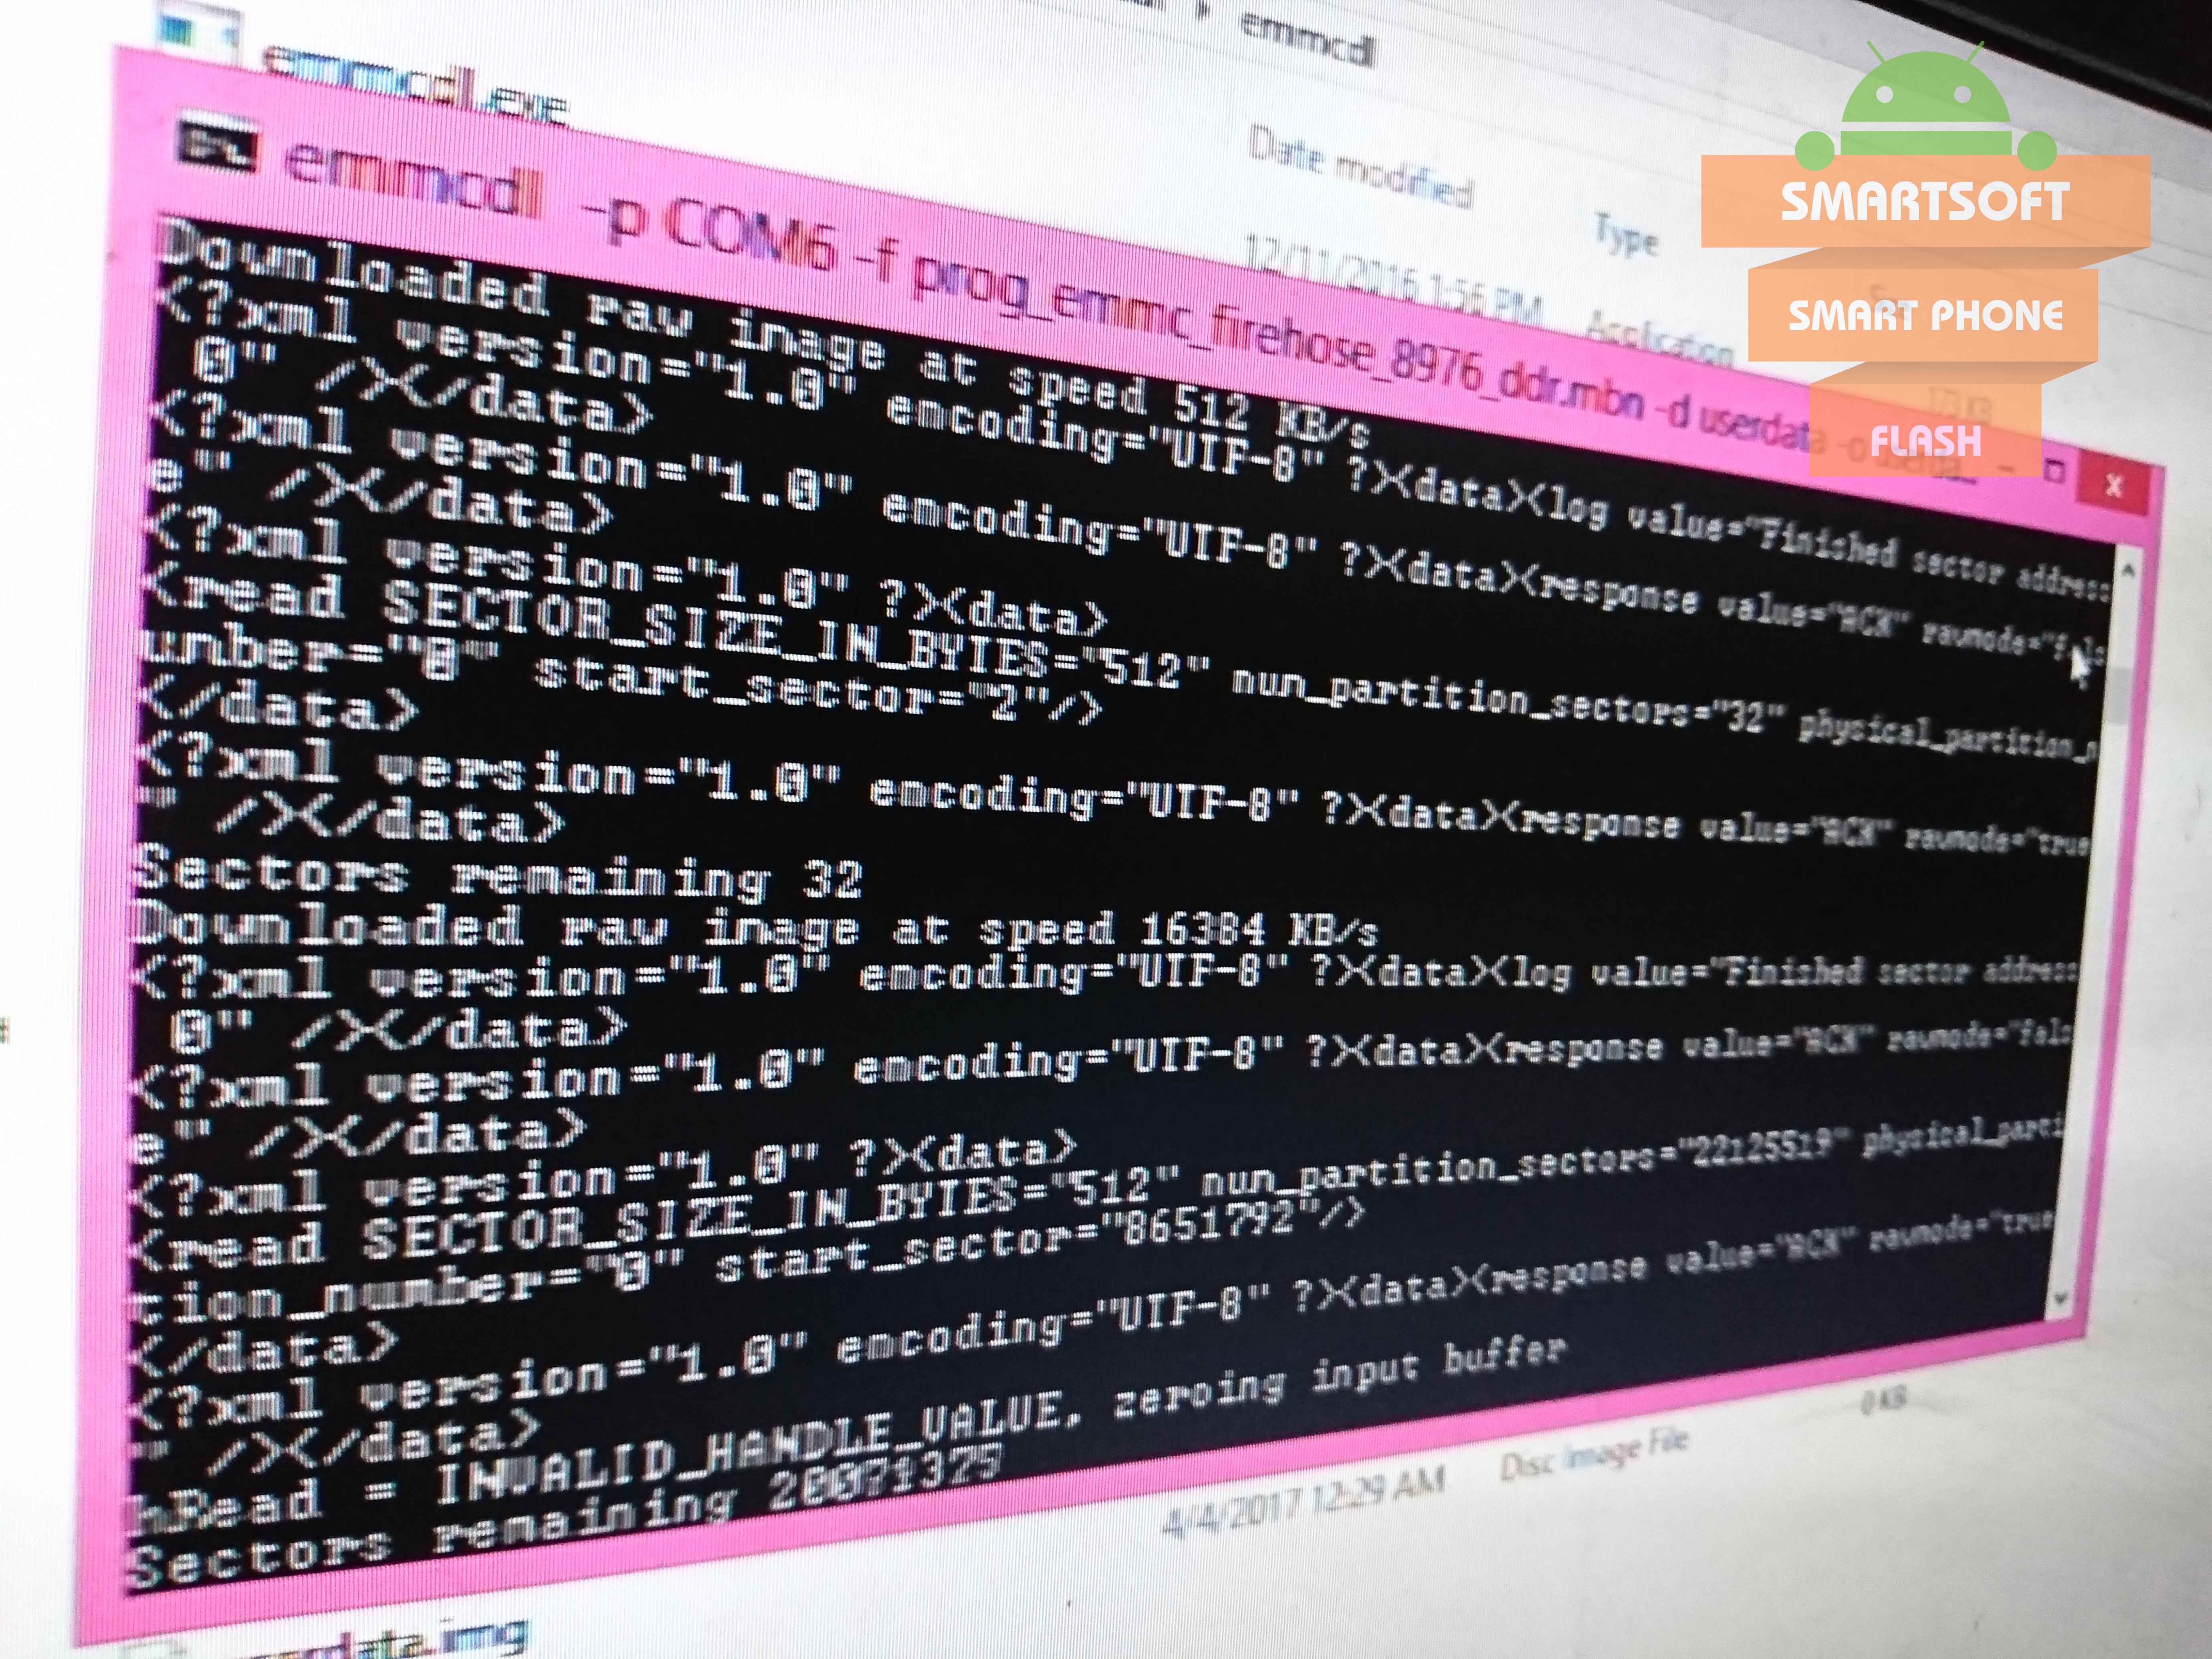 emmcdl
emmcdl.exe
Date modified
Type
12/11/2016 1:56 PM
Application
SMARTSOFT
SMART PHONE
FLASH
emmcdl -p COM6 -f prog_emmc_firehose_8976_ddr.mbn -d userdata -o
Downloaded raw image at speed 512 KB/s
<?xml version="1.0" encoding="UTF-8" ?><data><log value="Finished sector address
0" /></data>
<?xml version="1.0" encoding="UTF-8" ?><data><response value="ACK" rawmode="fals
e" /></data>
<?xml version="1.0" ?><data>
<read SECTOR_SIZE_IN_BYTES="512" num_partition_sectors="32" physical_partition_n
umber="0" start_sector="2"/>
</data>
<?xml version="1.0" encoding="UTF-8" ?><data><response value="ACK" rawmode="true
" /></data>
Sectors remaining 32
Downloaded raw image at speed 16384 KB/s
<?xml version="1.0" encoding="UTF-8" ?><data><log value="Finished sector address
0" /></data>
<?xml version="1.0" encoding="UTF-8" ?><data><response value="ACK" rawmode="fals
e" /></data>
<?xml version="1.0" ?><data>
<read SECTOR_SIZE_IN_BYTES="512" num_partition_sectors="22125519" physical_parti
tion_number="0" start_sector="8651792"/>
</data>
<?xml version="1.0" encoding="UTF-8" ?><data><response value="ACK" rawmode="true
" /></data>
hRead = INVALID_HANDLE_VALUE, zeroing input buffer
Sectors remaining
4/4/2017 12:29 AM
Disc Image File
0 KB
userdata.img